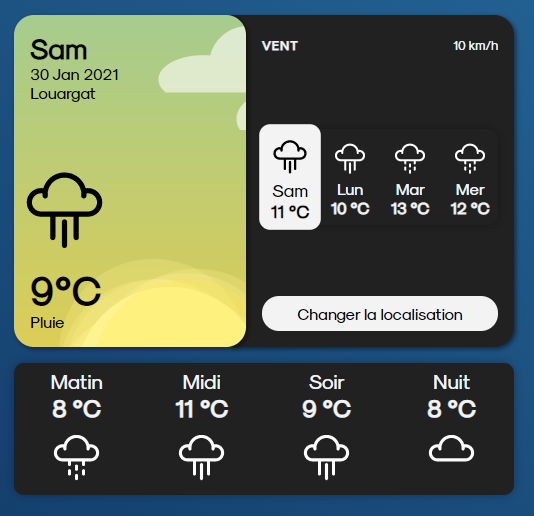 Sam
30 Jan 2021
Louargat
9°C
Pluie
VENT 10 km/h
Sam Lun Mar Mer
11 °C 10 °C 13 °C 12 °C
Changer la localisation
Matin Midi Soir Nuit
8 °C 11 °C 9 °C 8 °C